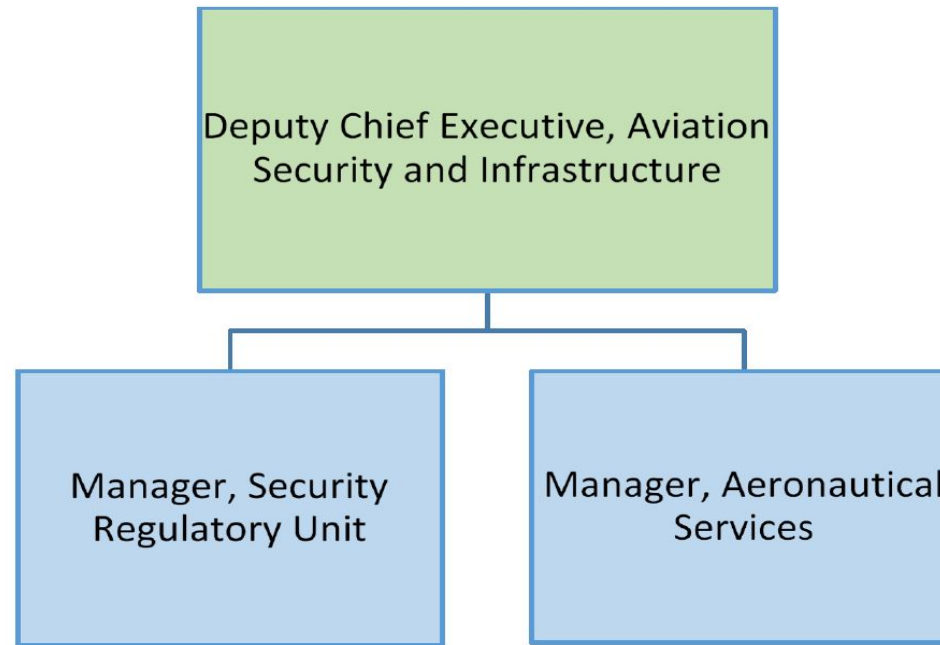 Deputy Chief Executive, Aviation
Security and Infrastructure
Manager, Security
Regulatory Unit
Manager, Aeronautical
Services